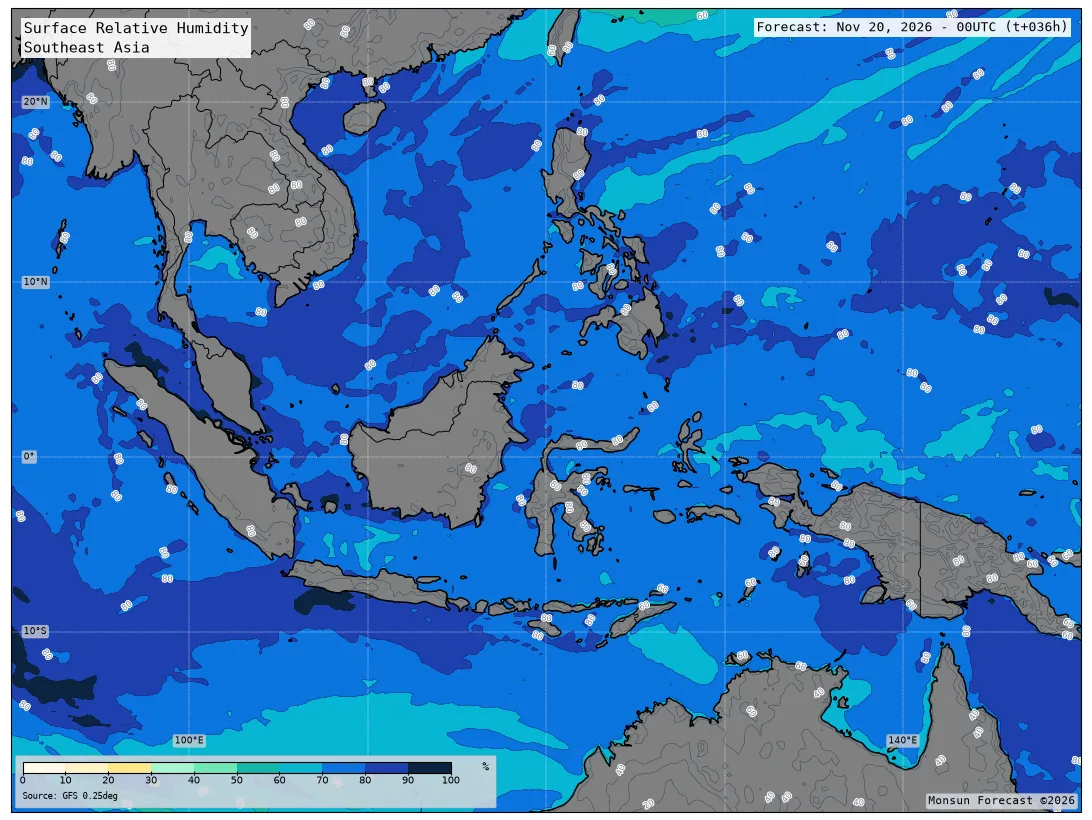 Surface Relative Humidity
Southeast Asia
Forecast: Nov 20, 2026 - 00UTC (t+036h)
20°N
10°N
0°
10°S
100°E
140°E
%
0 10 20 30 40 50 60 70 80 90 100
Source: GFS 0.25deg
Monsun Forecast ©2026